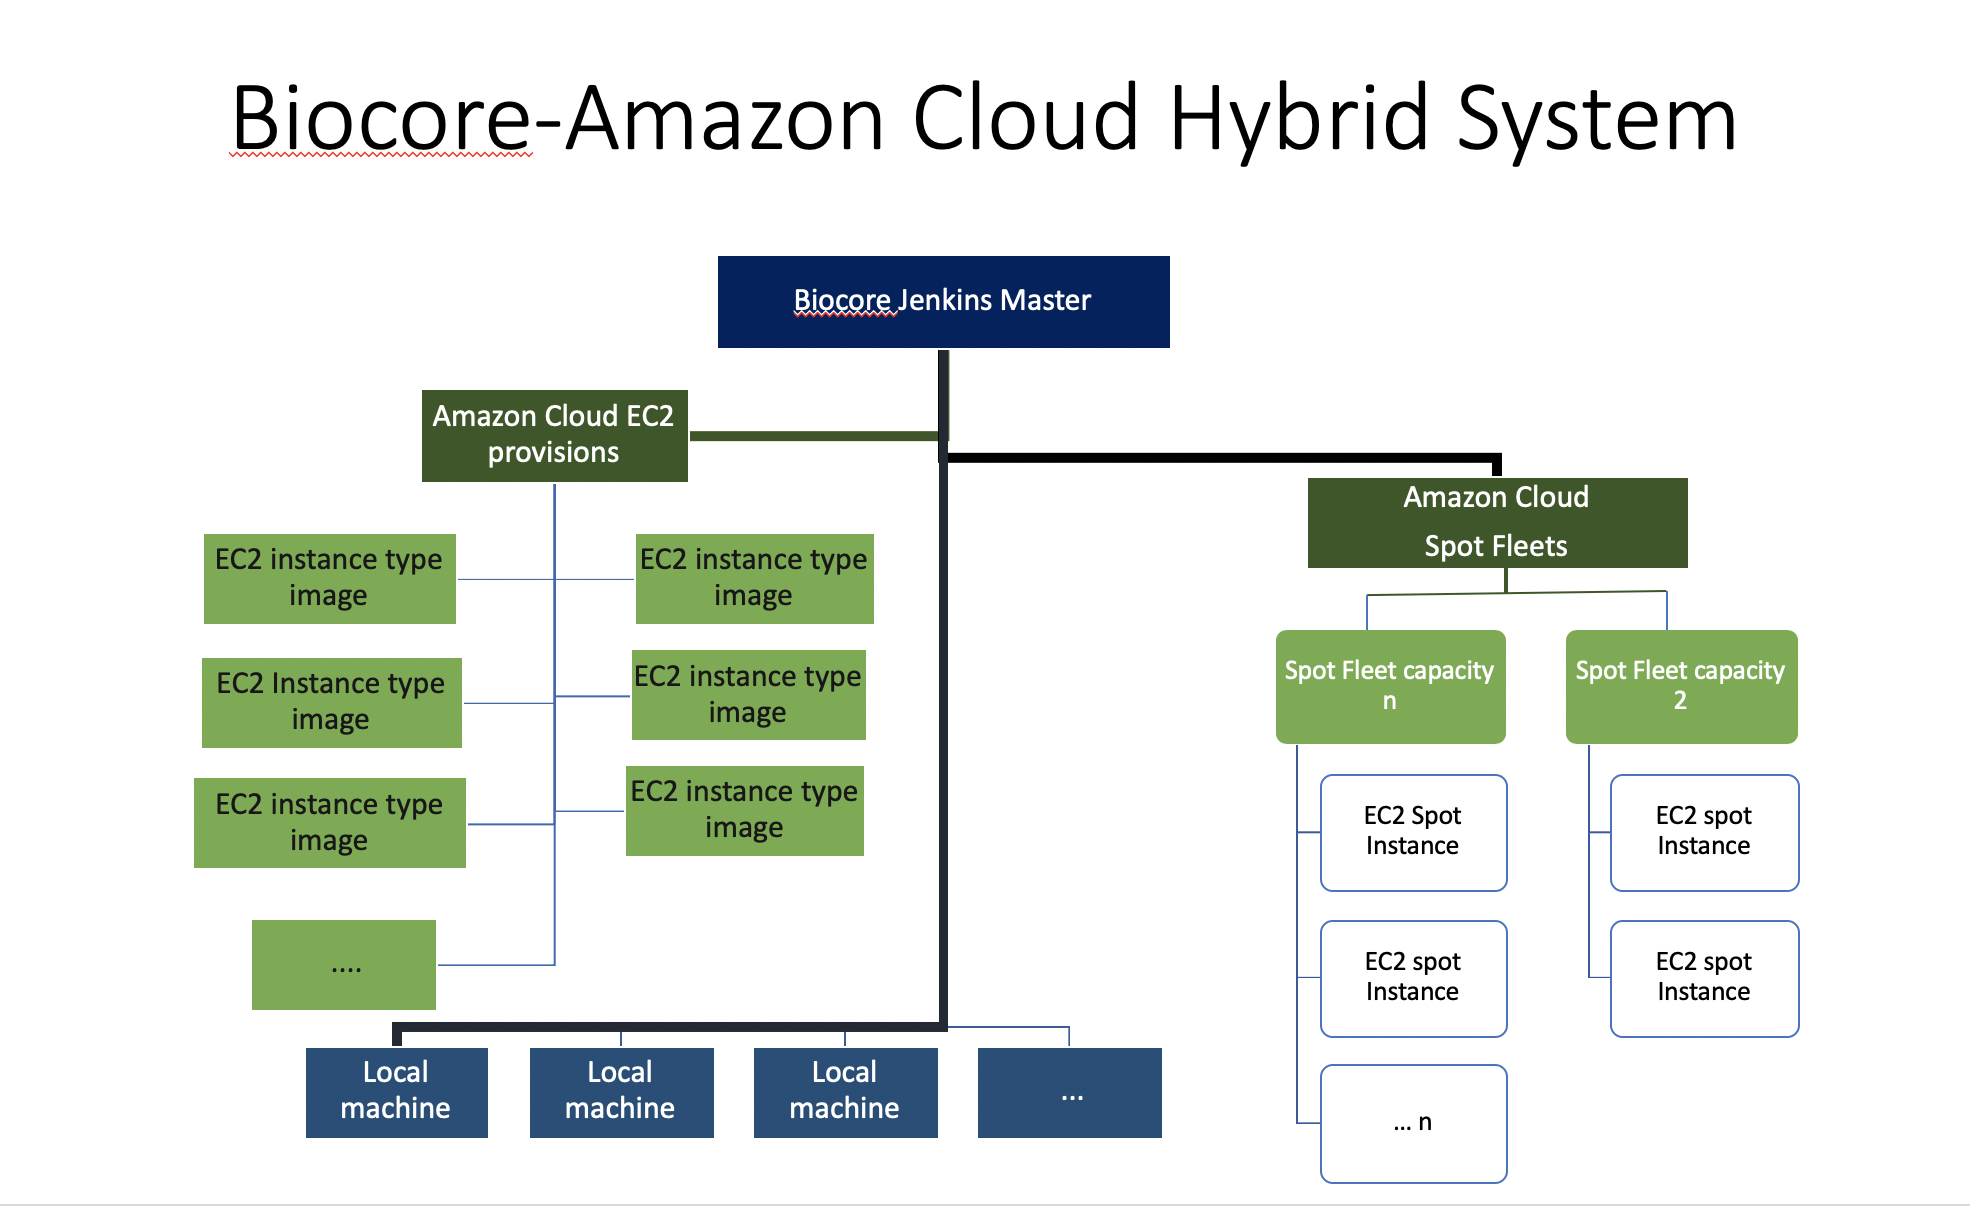 Biocore-Amazon Cloud Hybrid System
Biocore Jenkins Master
Amazon Cloud EC2
provisions
EC2 instance type
image
EC2 instance type
image
EC2 Instance type
image
EC2 instance type
image
EC2 instance type
image
EC2 instance type
image
....
Local
machine
Local
machine
Local
machine
...
Amazon Cloud
Spot Fleets
Spot Fleet capacity
n
Spot Fleet capacity
2
EC2 Spot
Instance
EC2 spot
Instance
EC2 spot
Instance
EC2 spot
Instance
... n